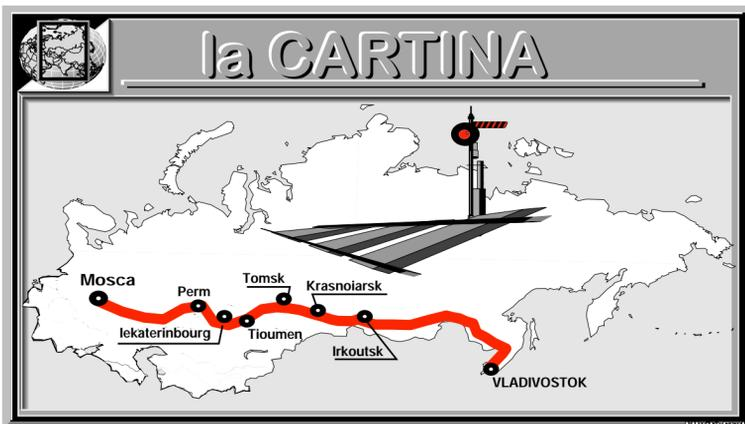 la CARTINA
Mosca
Perm
Tomsk
Krasnoiarsk
Iekaterinbourg
Tioumen
Irkoutsk
VLADIVOSTOK